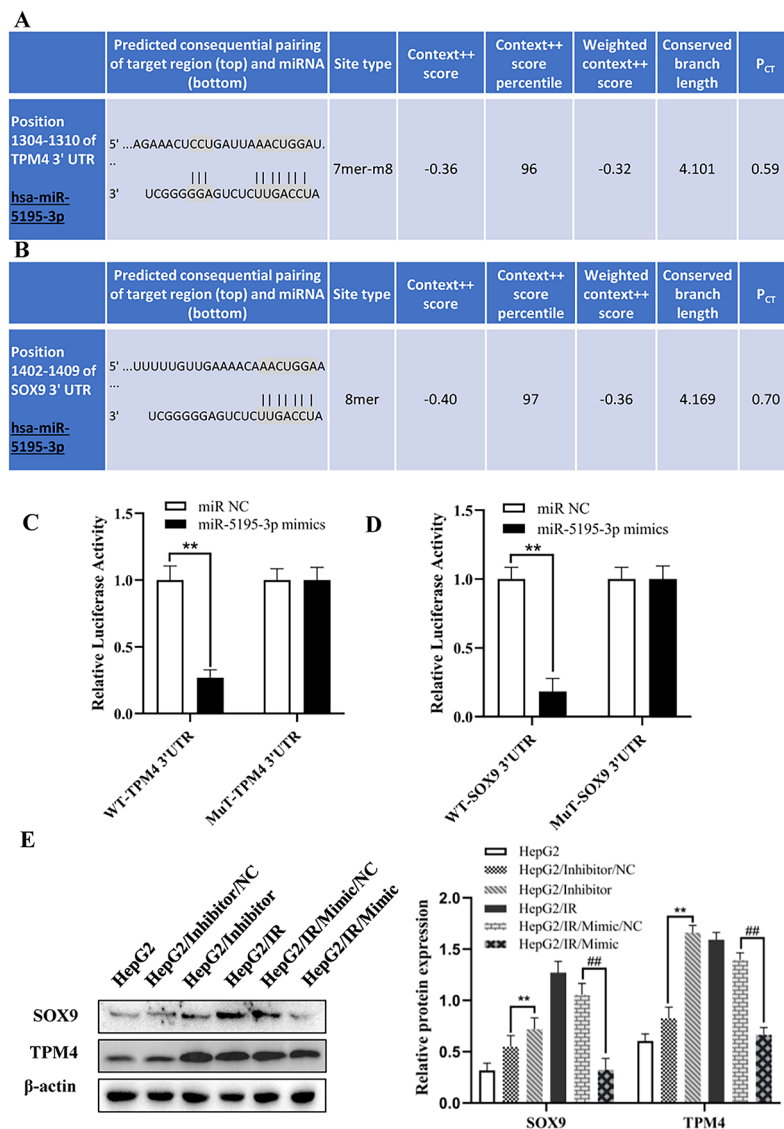 A
Predicted consequential pairing of target region (top) and miRNA (bottom)
Site type
Context++ score
Context++ score percentile
Weighted context++ score
Conserved branch length
PCT
Position 1304-1310 of TPM4 3' UTR
hsa-miR-5195-3p
5' ...AGAAACUCCUGAUUAAACUGGAU.
..
||| |||||||
3' UCGGGGGAGUCUCUUGACCUA
7mer-m8
-0.36
96
-0.32
4.101
0.59
B
Predicted consequential pairing of target region (top) and miRNA (bottom)
Site type
Context++ score
Context++ score percentile
Weighted context++ score
Conserved branch length
PCT
Position 1402-1409 of SOX9 3' UTR
hsa-miR-5195-3p
5' ...UUUUUGUUGAAAACAAACUGGAA
...
|||||||
3' UCGGGGGAGUCUCUUGACCUA
8mer
-0.40
97
-0.36
4.169
0.70
C
miR NC
miR-5195-3p mimics
Relative Luciferase Activity
1.5
1.0
0.5
0.0
**
WT-TPM4 3'UTR
MuT-TPM4 3'UTR
D
miR NC
miR-5195-3p mimics
Relative Luciferase Activity
1.5
1.0
0.5
0.0
**
WT-SOX9 3'UTR
MuT-SOX9 3'UTR
E
HepG2
HepG2/Inhibitor/NC
HepG2/Inhibitor
HepG2/IR
HepG2/IR/Mimic/NC
HepG2/IR/Mimic
SOX9
TPM4
β-actin
HepG2
HepG2/Inhibitor/NC
HepG2/Inhibitor
HepG2/IR
HepG2/IR/Mimic/NC
HepG2/IR/Mimic
Relative protein expression
2.0
1.5
1.0
0.5
0.0
**
##
**
##
SOX9
TPM4